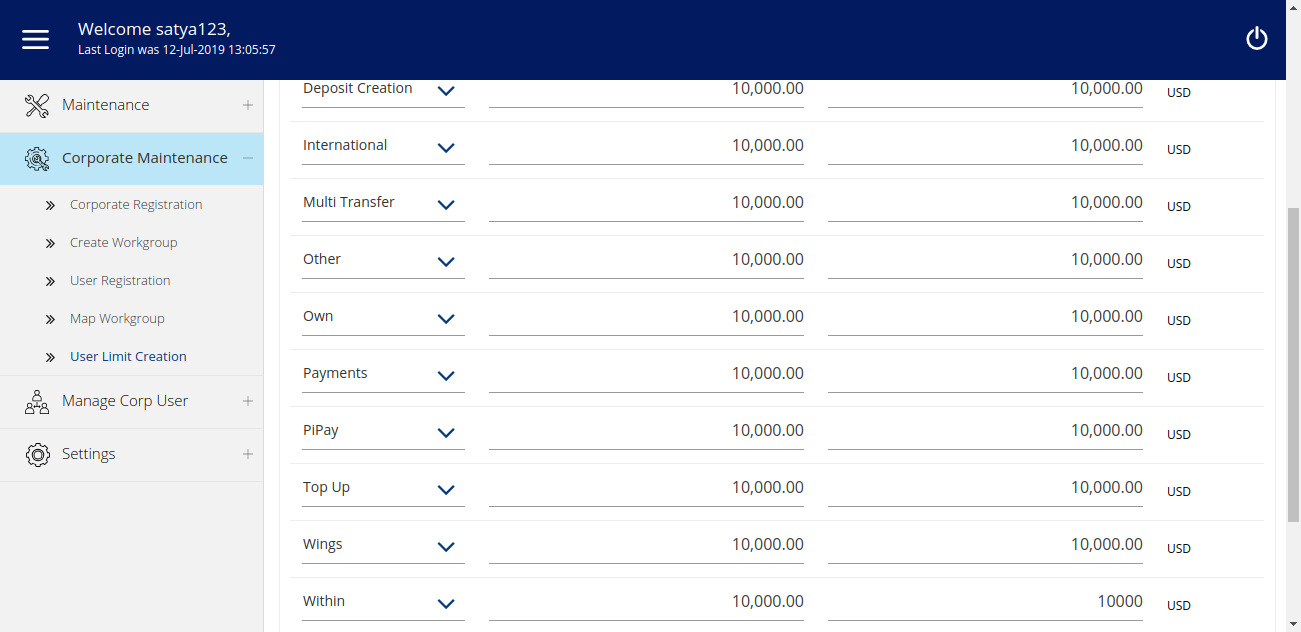 Welcome satya123,
Last Login was 12-Jul-2019 13:05:57
Maintenance
Corporate Maintenance
Corporate Registration
Create Workgroup
User Registration
Map Workgroup
User Limit Creation
Manage Corp User
Settings
Deposit Creation 10,000.00 10,000.00 USD
International 10,000.00 10,000.00 USD
Multi Transfer 10,000.00 10,000.00 USD
Other 10,000.00 10,000.00 USD
Own 10,000.00 10,000.00 USD
Payments 10,000.00 10,000.00 USD
PiPay 10,000.00 10,000.00 USD
Top Up 10,000.00 10,000.00 USD
Wings 10,000.00 10,000.00 USD
Within 10,000.00 10000 USD